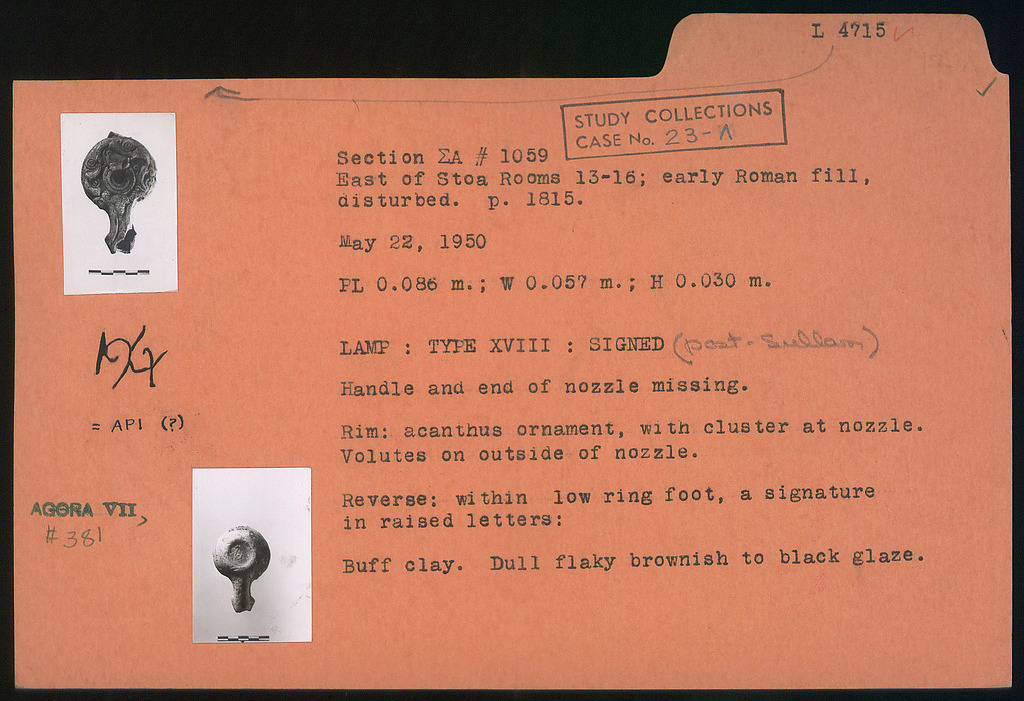 L 4715
STUDY COLLECTIONS
CASE No. 23-Λ
Section ΣΑ # 1059
East of Stoa Rooms 13-16; early Roman fill,
disturbed. p. 1815.
May 22, 1950
PL 0.086 m.; W 0.057 m.; H 0.030 m.
LAMP : TYPE XVIII : SIGNED (post-Sullan)
Handle and end of nozzle missing.
= API (?)
Rim: acanthus ornament, with cluster at nozzle.
Volutes on outside of nozzle.
AGORA VII,
#381
Reverse: within low ring foot, a signature
in raised letters:
Buff clay. Dull flaky brownish to black glaze.